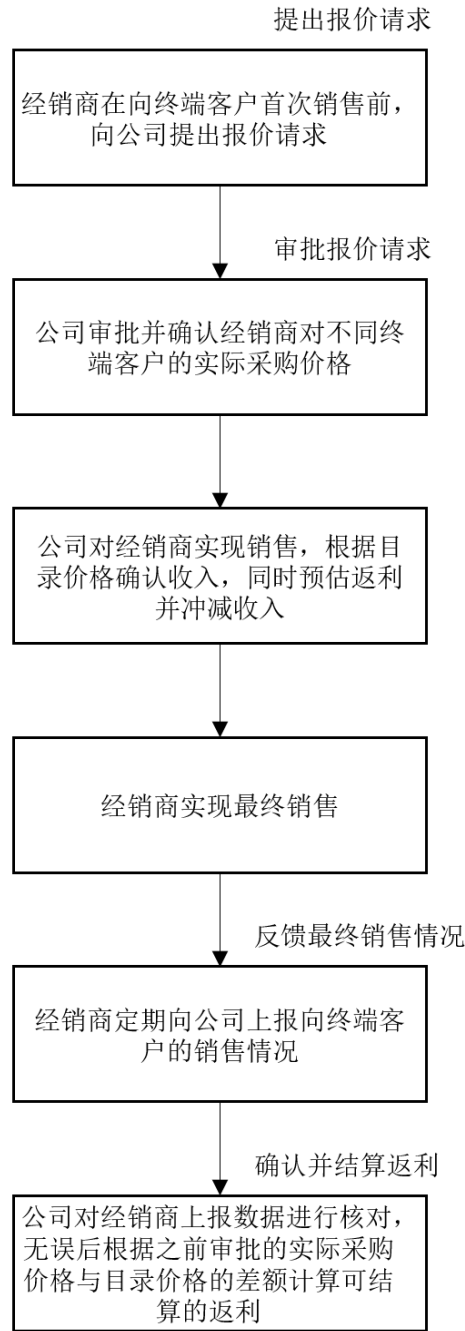 提出报价请求
经销商在向终端客户首次销售前，
向公司提出报价请求
审批报价请求
公司审批并确认经销商对不同终
端客户的实际采购价格
公司对经销商实现销售，根据目
录价格确认收入，同时预估返利
并冲减收入
经销商实现最终销售
反馈最终销售情况
经销商定期向公司上报向终端客
户的销售情况
确认并结算返利
公司对经销商上报数据进行核对，
无误后根据之前审批的实际采购
价格与目录价格的差额计算可结
算的返利